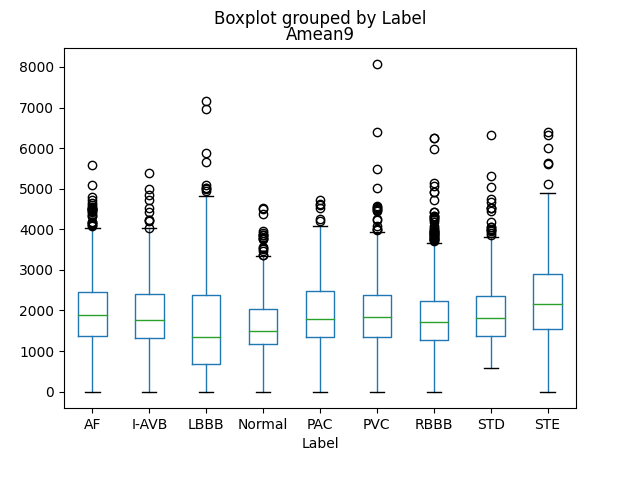 Boxplot grouped by Label
Amean9
8000
7000
6000
5000
4000
3000
2000
1000
0
AF I-AVB LBBB Normal PAC PVC RBBB STD STE
Label